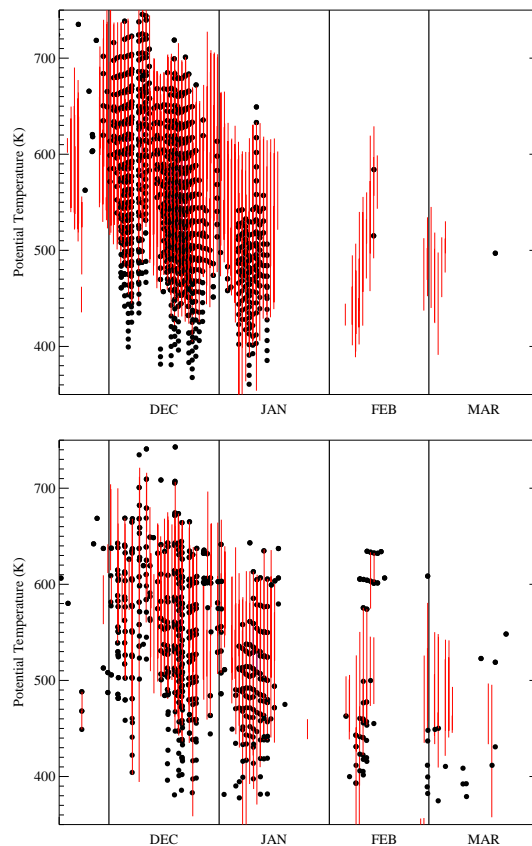 700
600
500
400
Potential Temperature (K)
DEC JAN FEB MAR
700
600
500
400
Potential Temperature (K)
DEC JAN FEB MAR